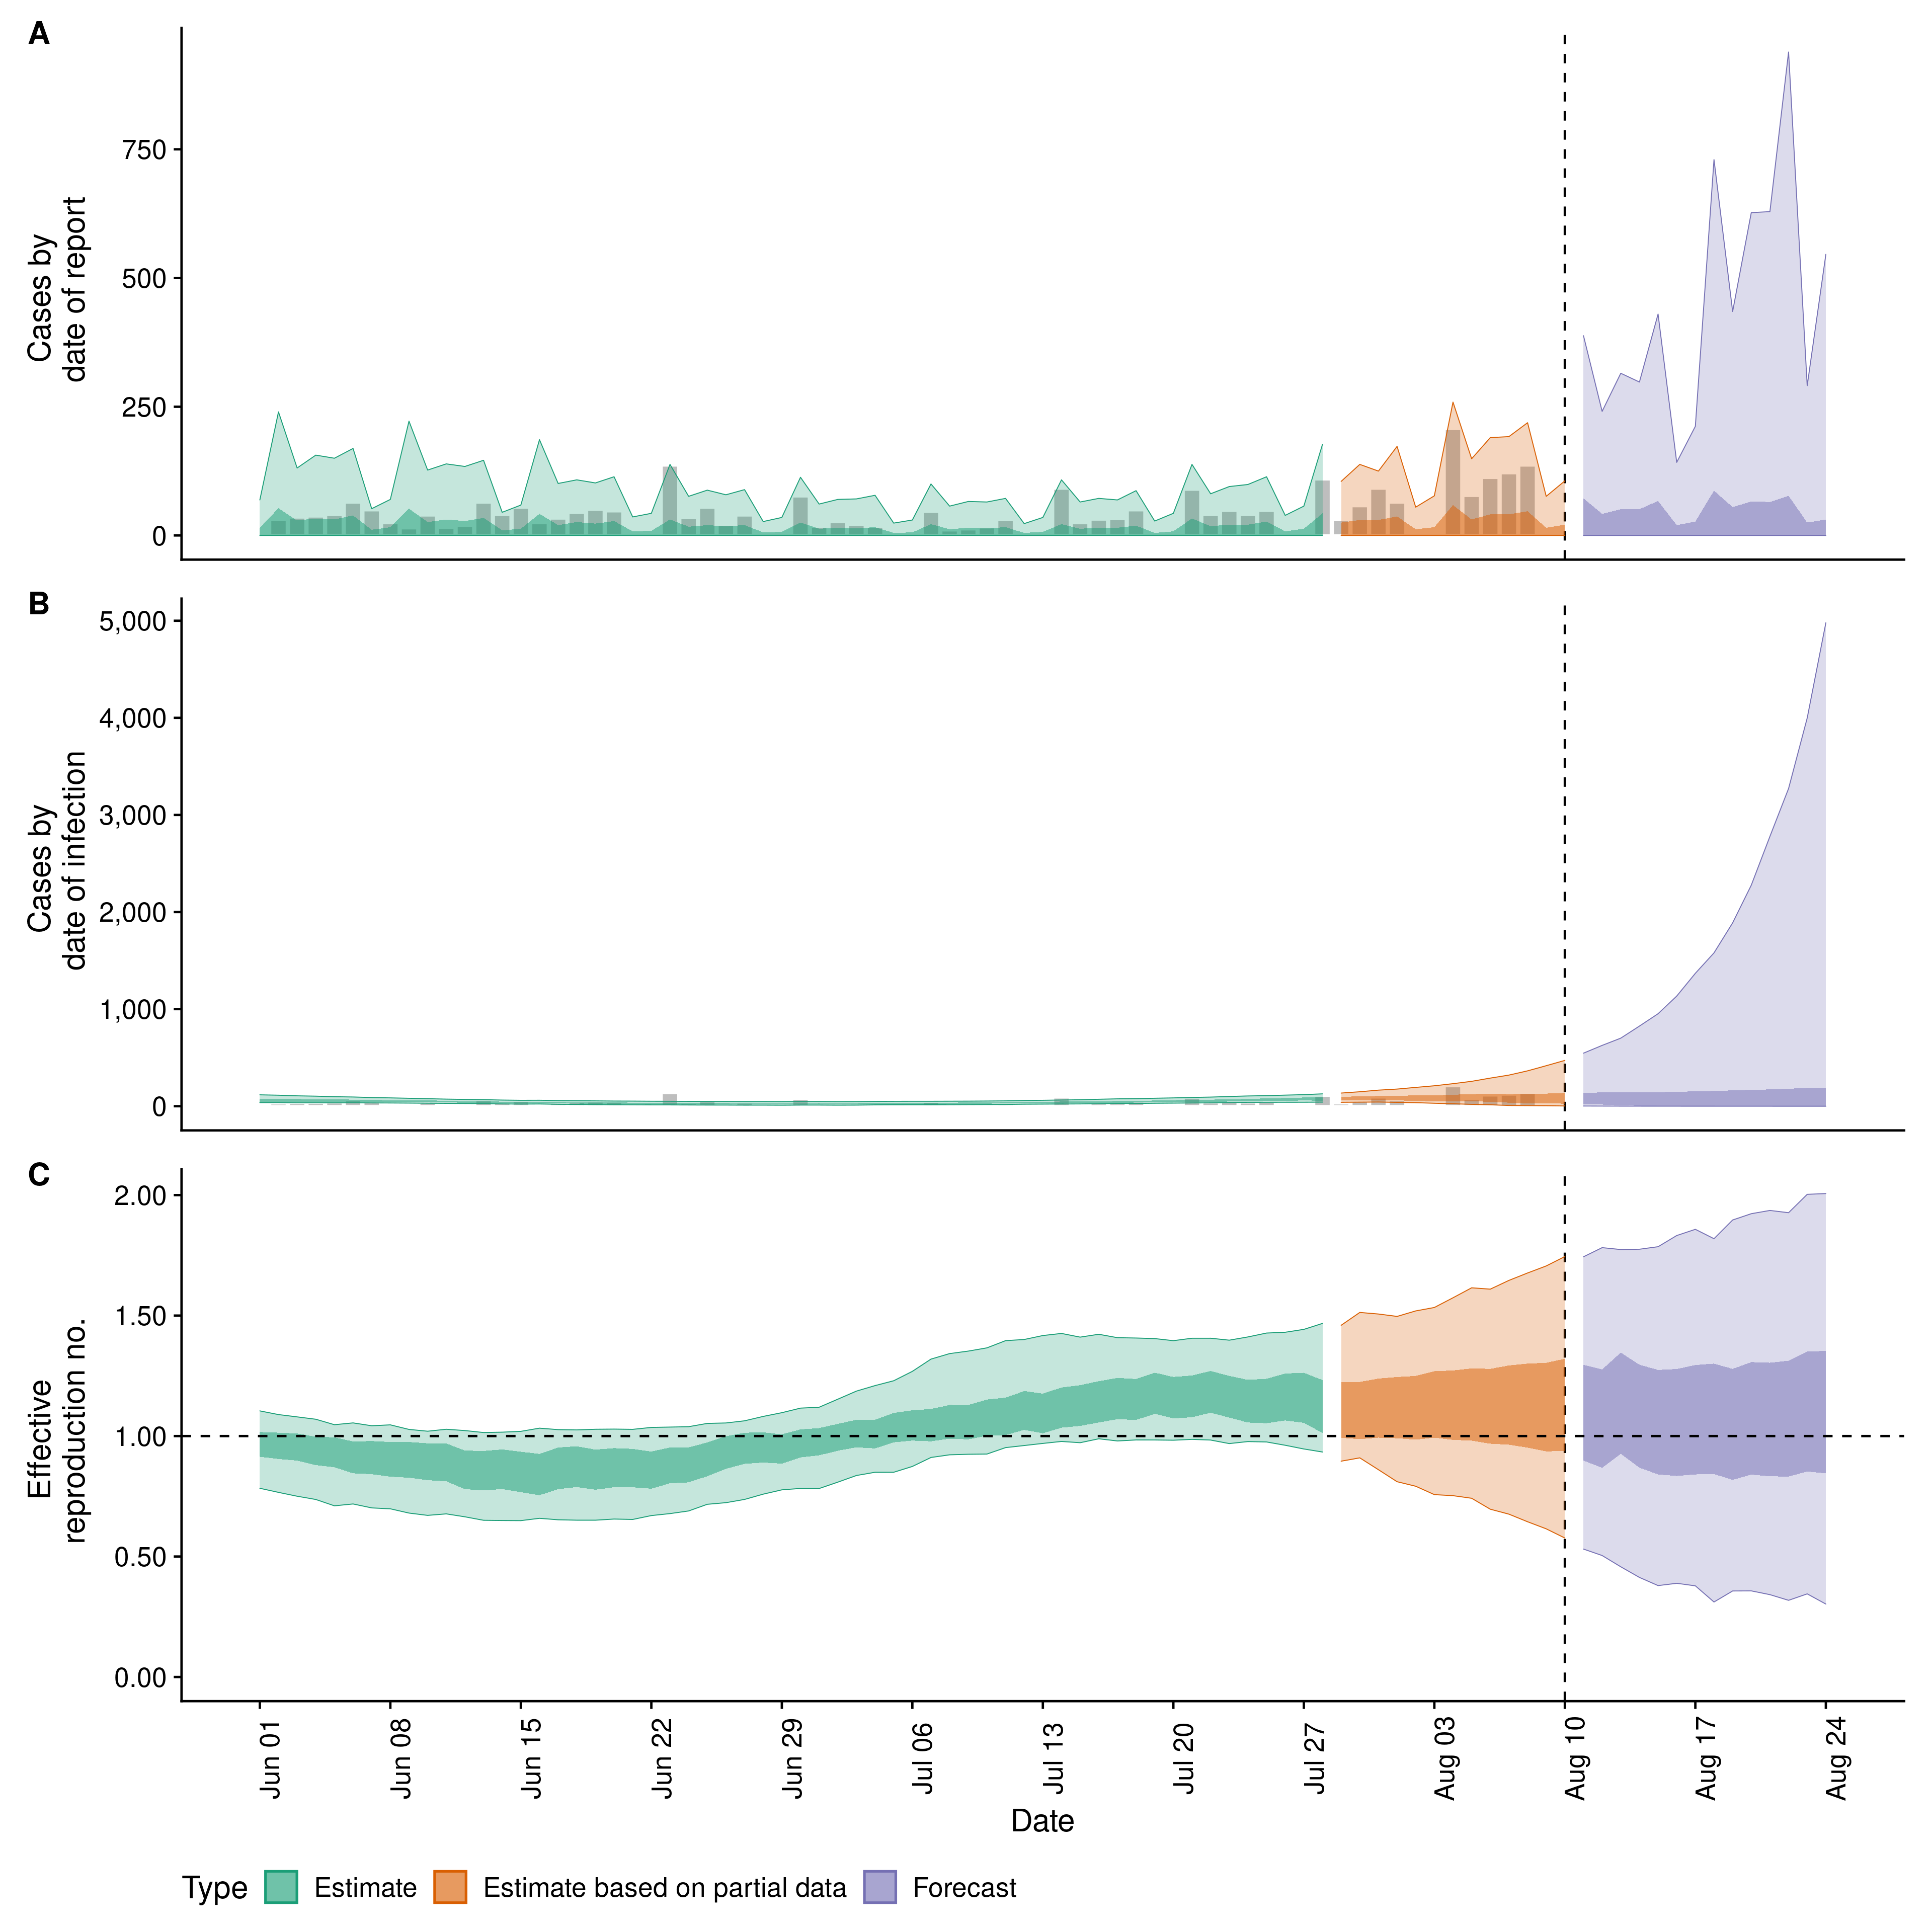 A
Cases by
date of report
750
500
250
0
B
Cases by
date of infection
5,000
4,000
3,000
2,000
1,000
0
C
Effective
reproduction no.
2.00
1.50
1.00
0.50
0.00
Jun 01 Jun 08 Jun 15 Jun 22 Jun 29 Jul 06 Jul 13 Jul 20 Jul 27 Aug 03 Aug 10 Aug 17 Aug 24
Date
Type Estimate Estimate based on partial data Forecast